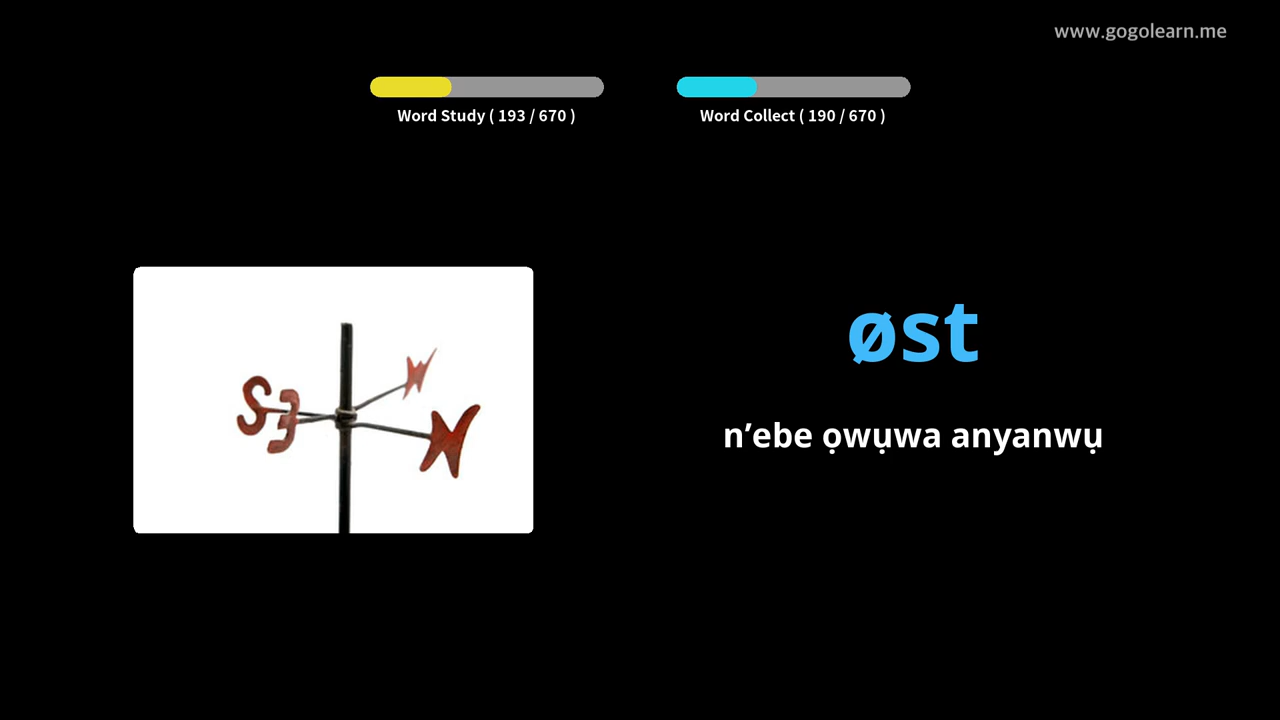 www.gogolearn.me
Word Study ( 193 / 670 )
Word Collect ( 190 / 670 )
øst
n’ebe ọwụwa anyanwụ
S
E
N